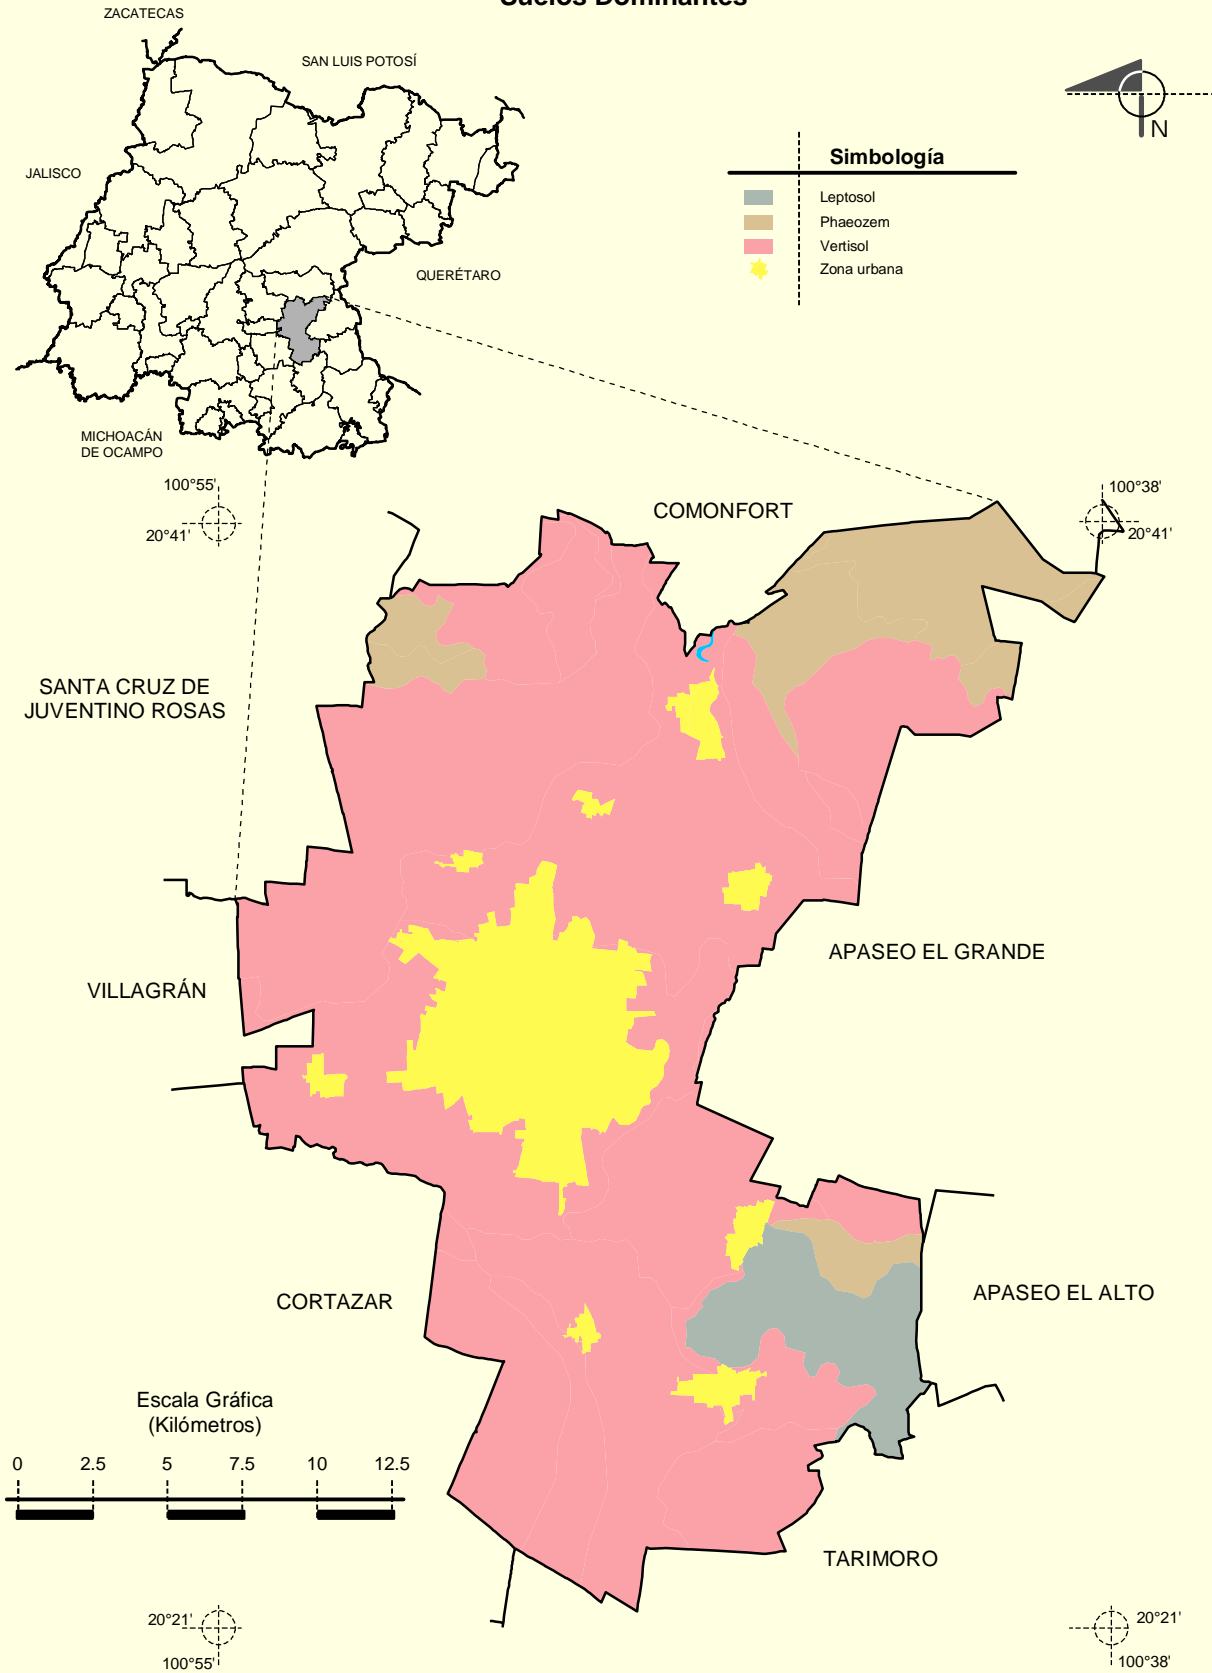 Suelos Dominantes
ZACATECAS
SAN LUIS POTOSÍ
N
JALISCO
Simbología
Leptosol
Phaeozem
Vertisol
Zona urbana
QUERÉTARO
MICHOACÁN
DE OCAMPO
100°55'
20°41'
COMONFORT
100°38'
20°41'
SANTA CRUZ DE
JUVENTINO ROSAS
APASEO EL GRANDE
VILLAGRÁN
CORTAZAR
APASEO EL ALTO
Escala Gráfica
(Kilómetros)
0 2.5 5 7.5 10 12.5
TARIMORO
20°21'
100°55'
20°21'
100°38'